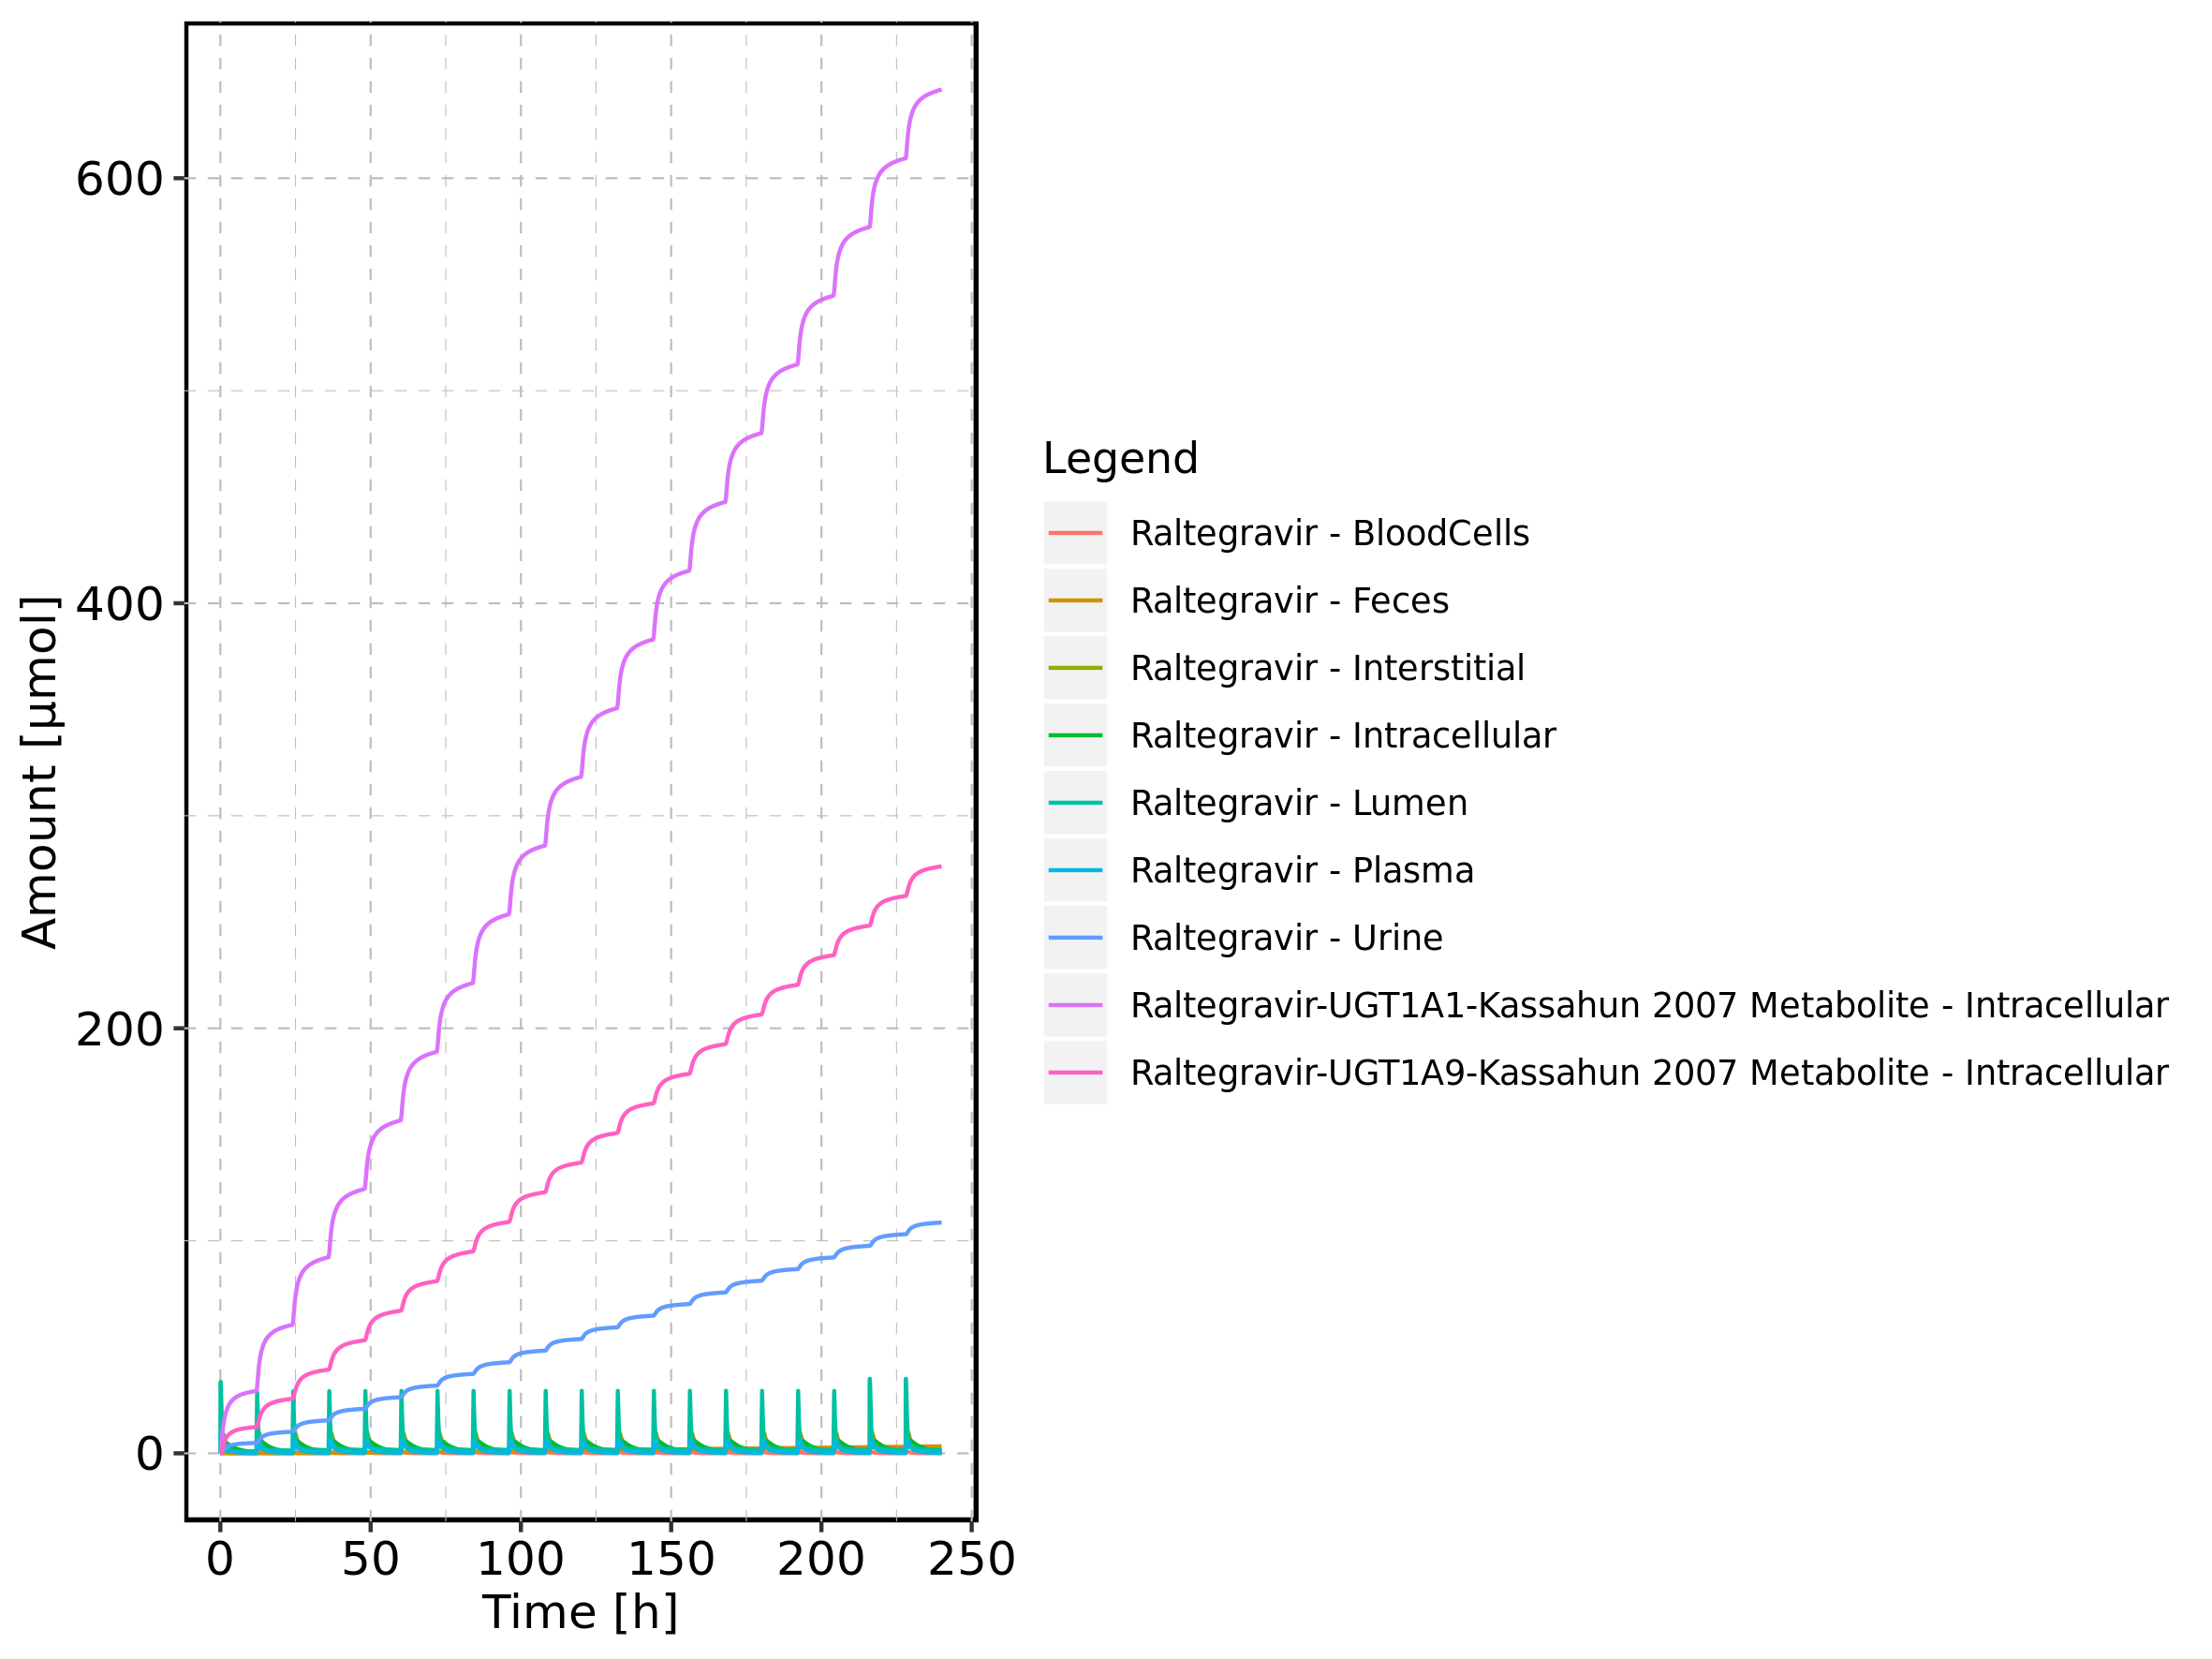 Amount [µmol]
600
400
200
0
0 50 100 150 200 250
Time [h]
Legend
Raltegravir - BloodCells
Raltegravir - Feces
Raltegravir - Interstitial
Raltegravir - Intracellular
Raltegravir - Lumen
Raltegravir - Plasma
Raltegravir - Urine
Raltegravir-UGT1A1-Kassahun 2007 Metabolite - Intracellular
Raltegravir-UGT1A9-Kassahun 2007 Metabolite - Intracellular